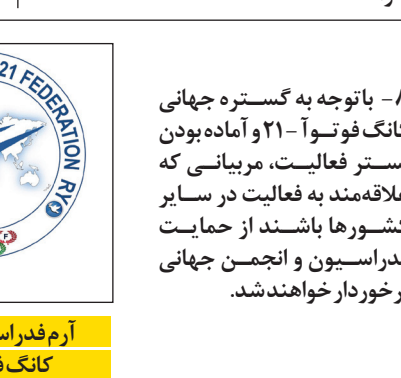 ۸- باتوجه به گستره جهانی
کانگ فوتوآ -۲۱ و آماده بودن
بستر فعالیت، مربیانی که
علاقه‌مند به فعالیت در سایر
کشورها باشند از حمایت
فدراسیون و انجمن جهانی
برخوردار خواهند شد.
21 FEDERATION RYO
آرم فدراس
کانگ ف